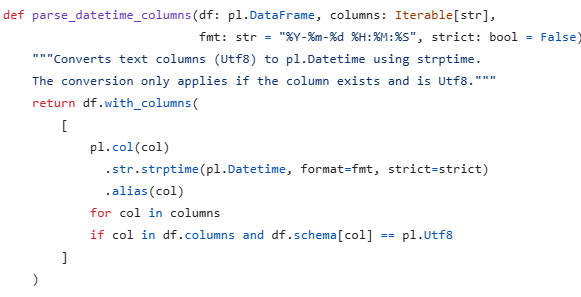 def parse_datetime_columns(df: pl.DataFrame, columns: Iterable[str],
                           fmt: str = "%Y-%m-%d %H:%M:%S", strict: bool = False)
    """Converts text columns (Utf8) to pl.Datetime using strptime.
    The conversion only applies if the column exists and is Utf8."""
    return df.with_columns(
        [
            pl.col(col)
              .str.strptime(pl.Datetime, format=fmt, strict=strict)
              .alias(col)
            for col in columns
            if col in df.columns and df.schema[col] == pl.Utf8
        ]
    )